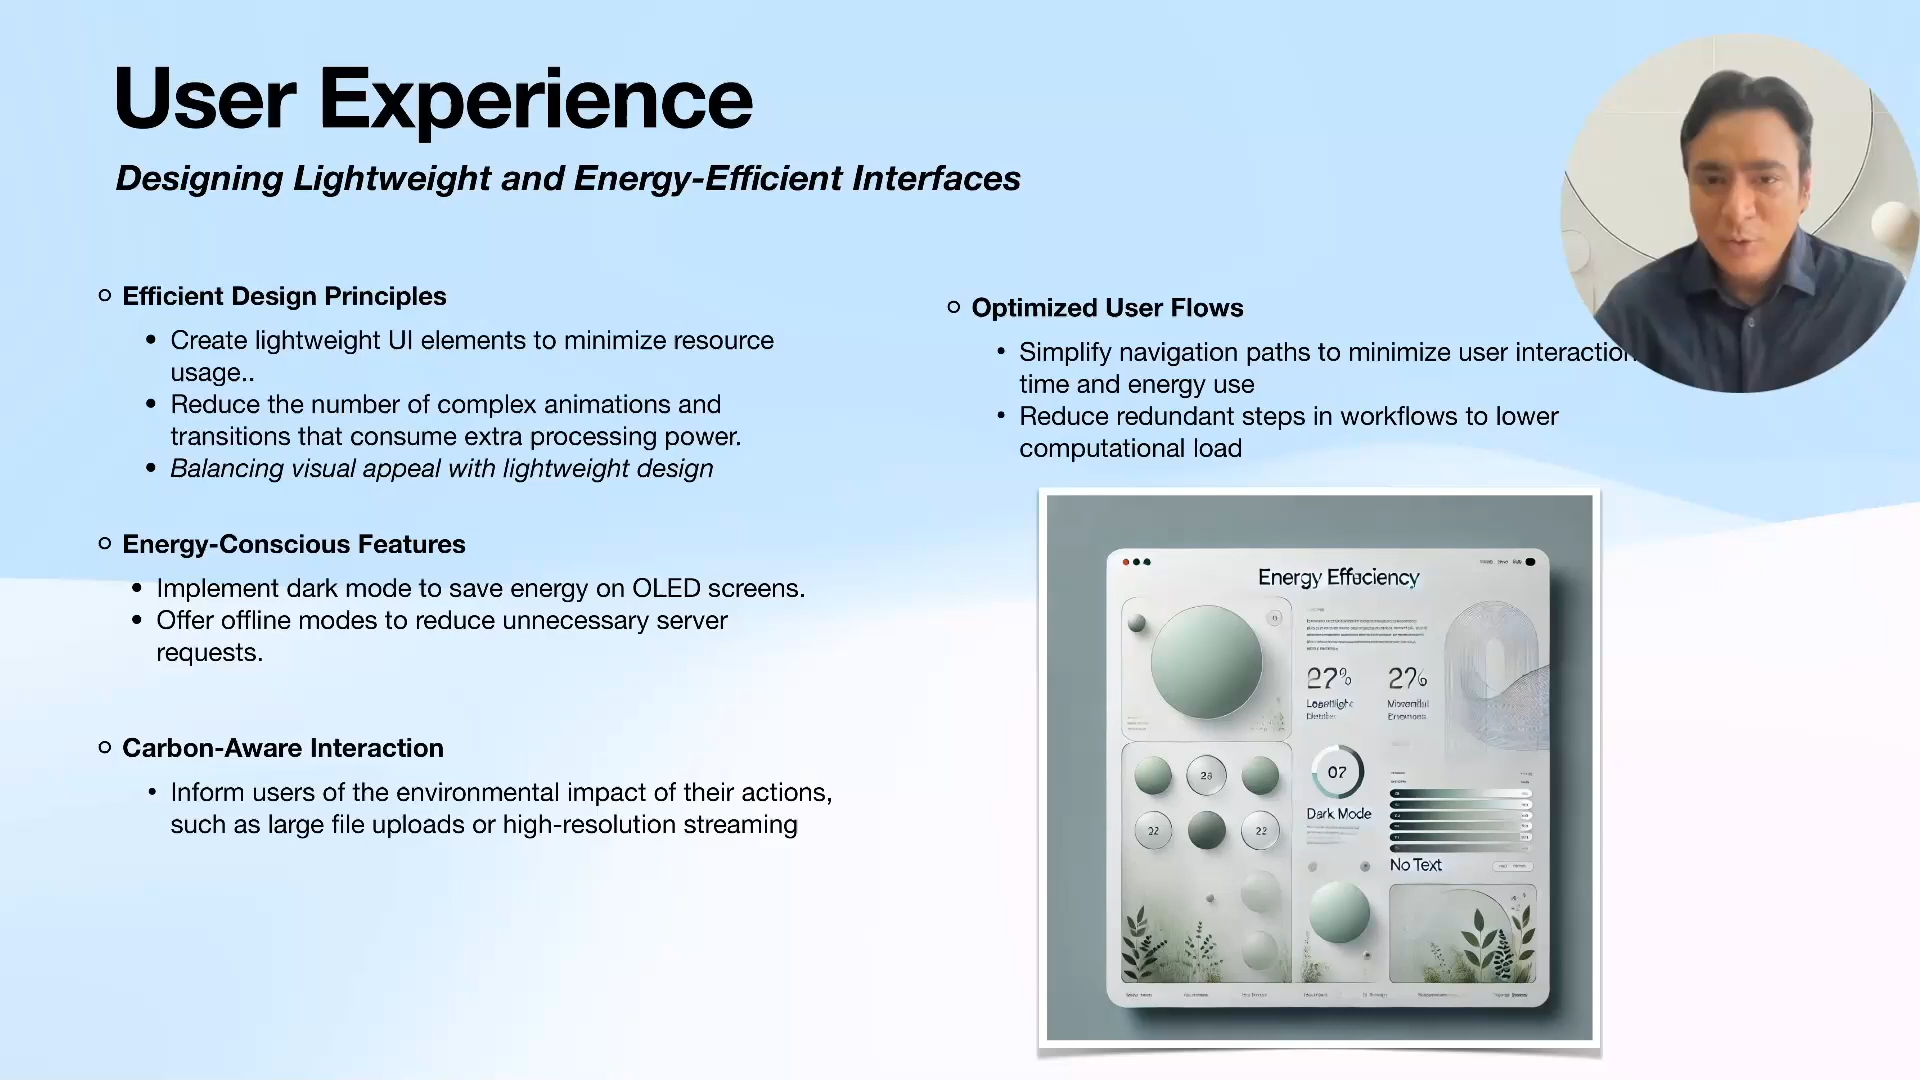 User Experience
Designing Lightweight and Energy-Efficient Interfaces
Efficient Design Principles
Create lightweight UI elements to minimize resource
usage..
Reduce the number of complex animations and
transitions that consume extra processing power.
Balancing visual appeal with lightweight design
Energy-Conscious Features
Implement dark mode to save energy on OLED screens.
Offer offline modes to reduce unnecessary server
requests.
Carbon-Aware Interaction
Inform users of the environmental impact of their actions,
such as large file uploads or high-resolution streaming
Optimized User Flows
Simplify navigation paths to minimize user interaction
time and energy use
Reduce redundant steps in workflows to lower
computational load
Energy
27%
07
Dark Mode
22
22
No Text